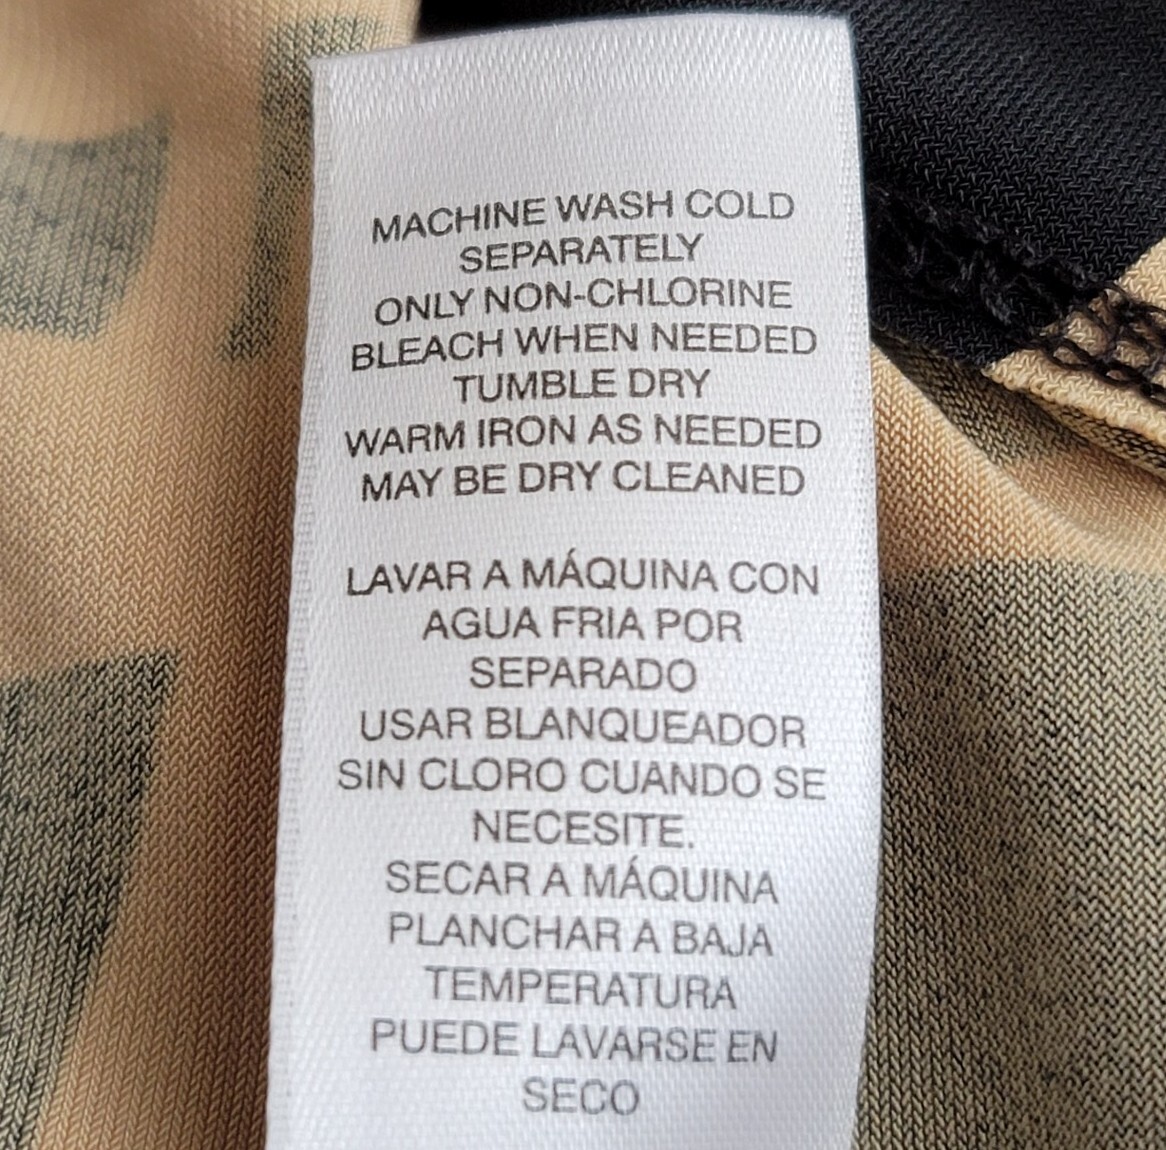 MACHINE WASH COLD
SEPARATELY
ONLY NON-CHLORINE
BLEACH WHEN NEEDED
TUMBLE DRY
WARM IRON AS NEEDED
MAY BE DRY CLEANED
LAVAR A MÁQUINA CON
AGUA FRIA POR
SEPARADO
USAR BLANQUEADOR
SIN CLORO CUANDO SE
NECESITE.
SECAR A MÁQUINA
PLANCHAR A BAJA
TEMPERATURA
PUEDE LAVARSE EN
SECO